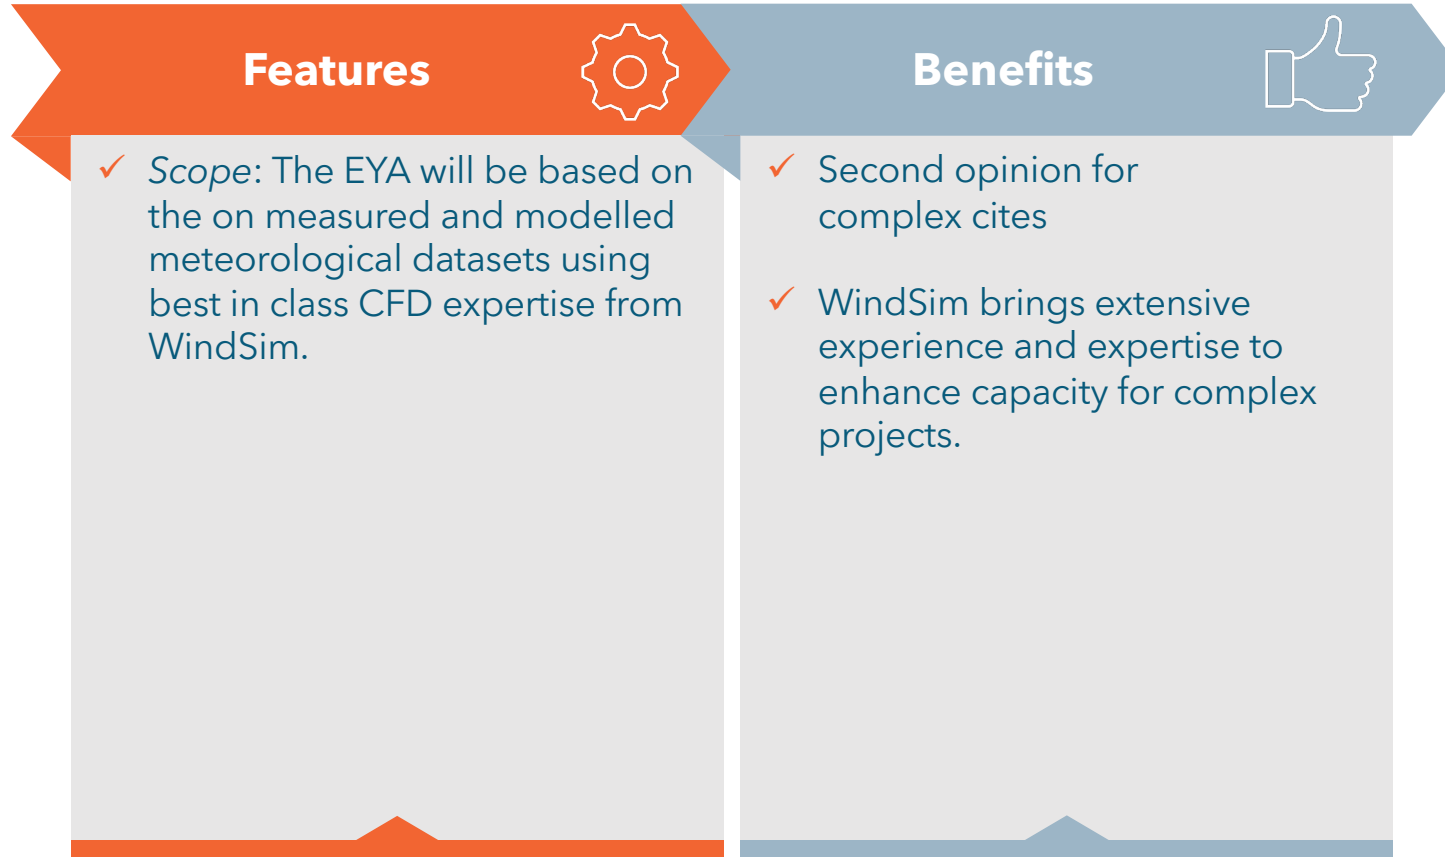 Features
Scope: The EYA will be based on
the on measured and modelled
meteorological datasets using
best in class CFD expertise from
WindSim.
Benefits
Second opinion for
complex cites
WindSim brings extensive
experience and expertise to
enhance capacity for complex
projects.